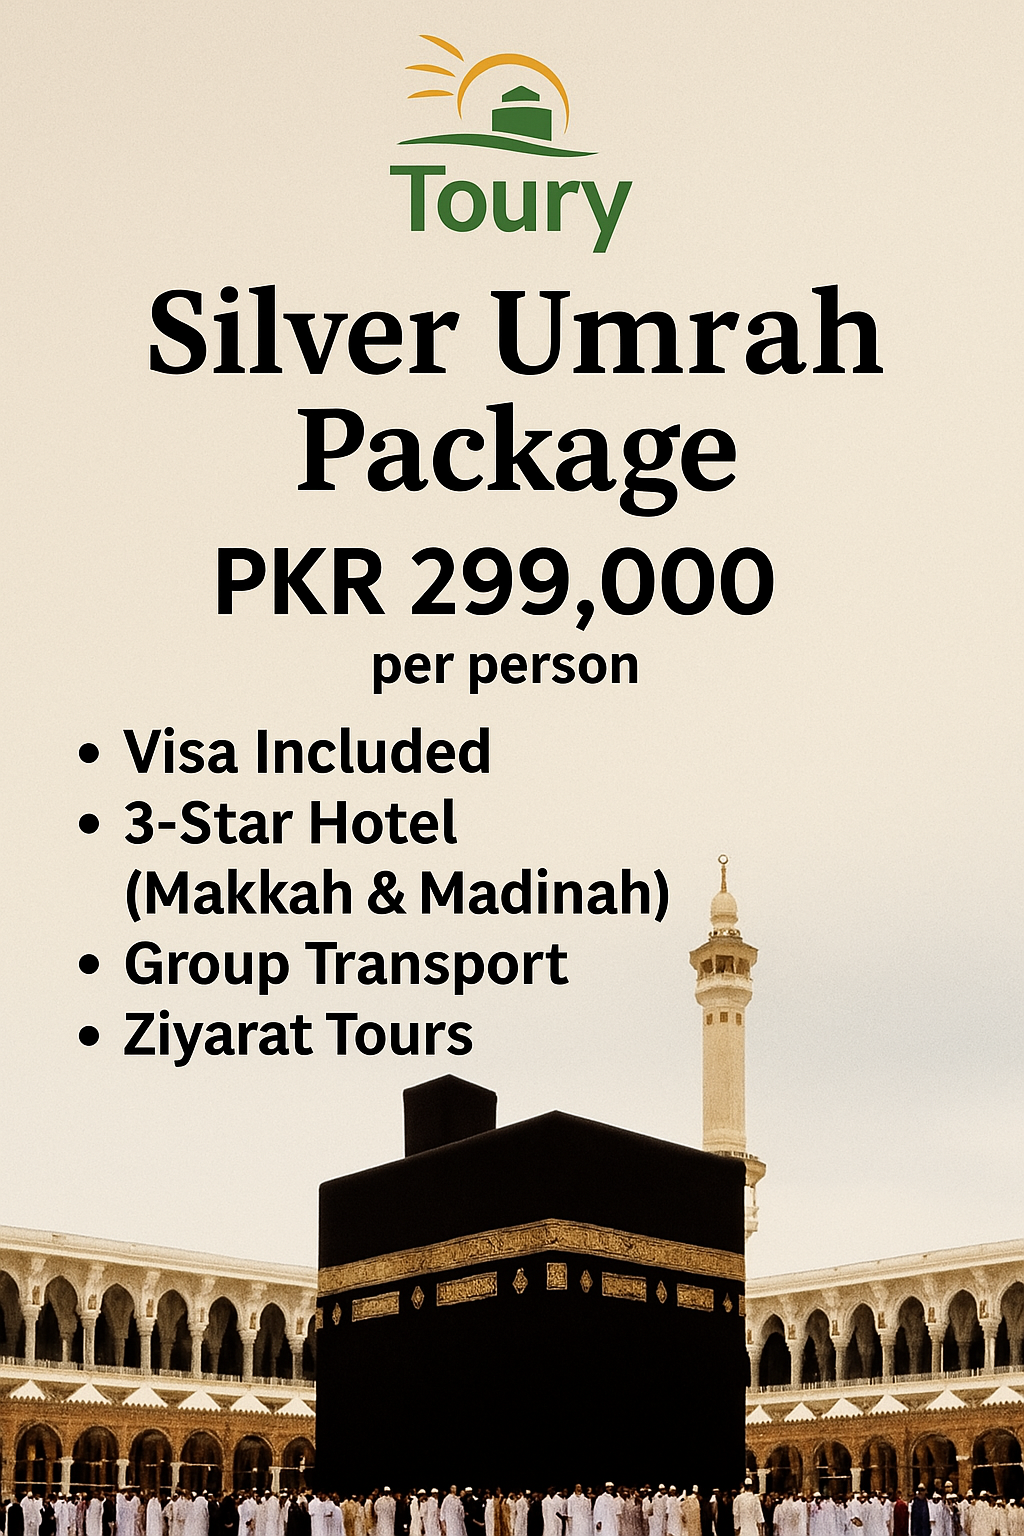 Toury
Silver Umrah
Package
PKR 299,000
per person
• Visa Included
• 3-Star Hotel
(Makkah & Madinah)
• Group Transport
• Ziyarat Tours